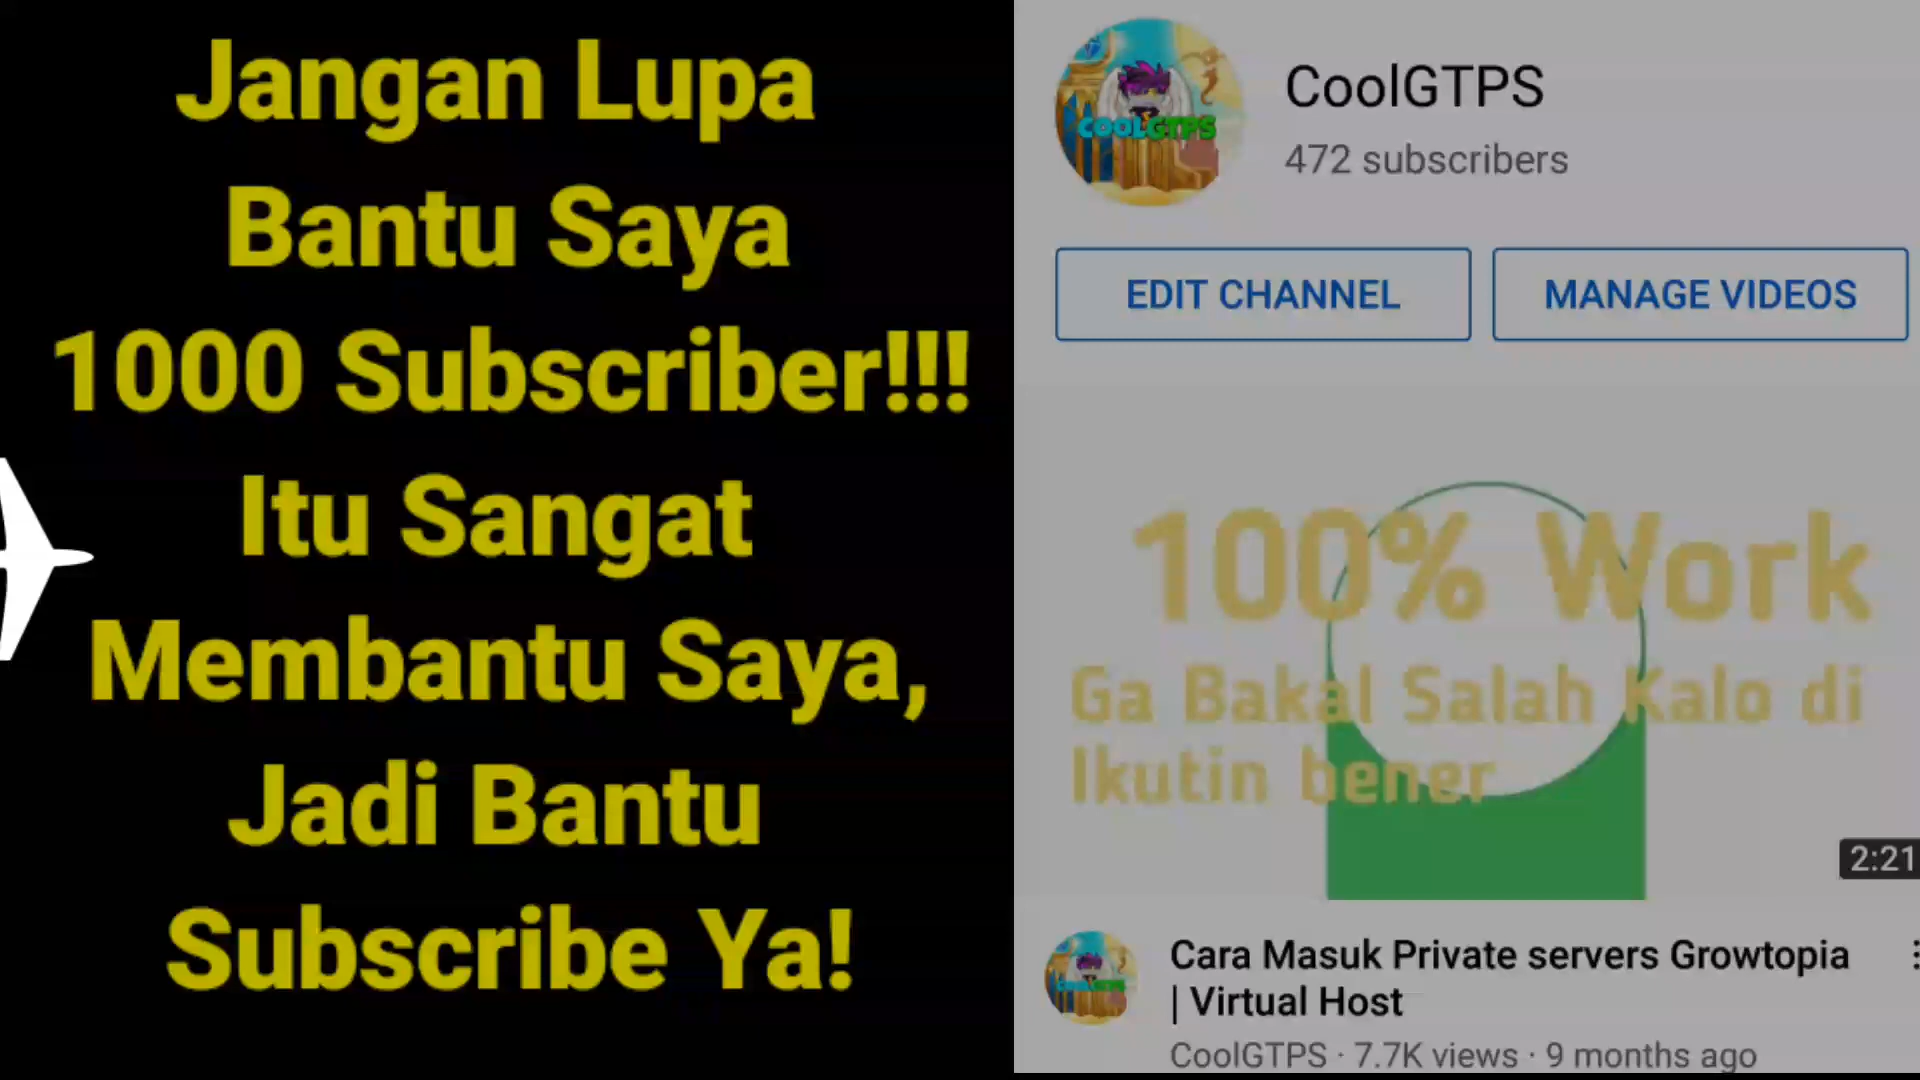 Jangan Lupa
Bantu Saya
1000 Subscriber!!!
Itu Sangat
Membantu Saya,
Jadi Bantu
Subscribe Ya!
COOLGTPS
CoolGTPS
472 subscribers
EDIT CHANNEL
MANAGE VIDEOS
100% Work
Ga Bakal Salah Kalo di
Ikutin bener
2:21
COOLGTPS
Cara Masuk Private servers Growtopia
| Virtual Host
CoolGTPS · 7.7K views · 9 months ago